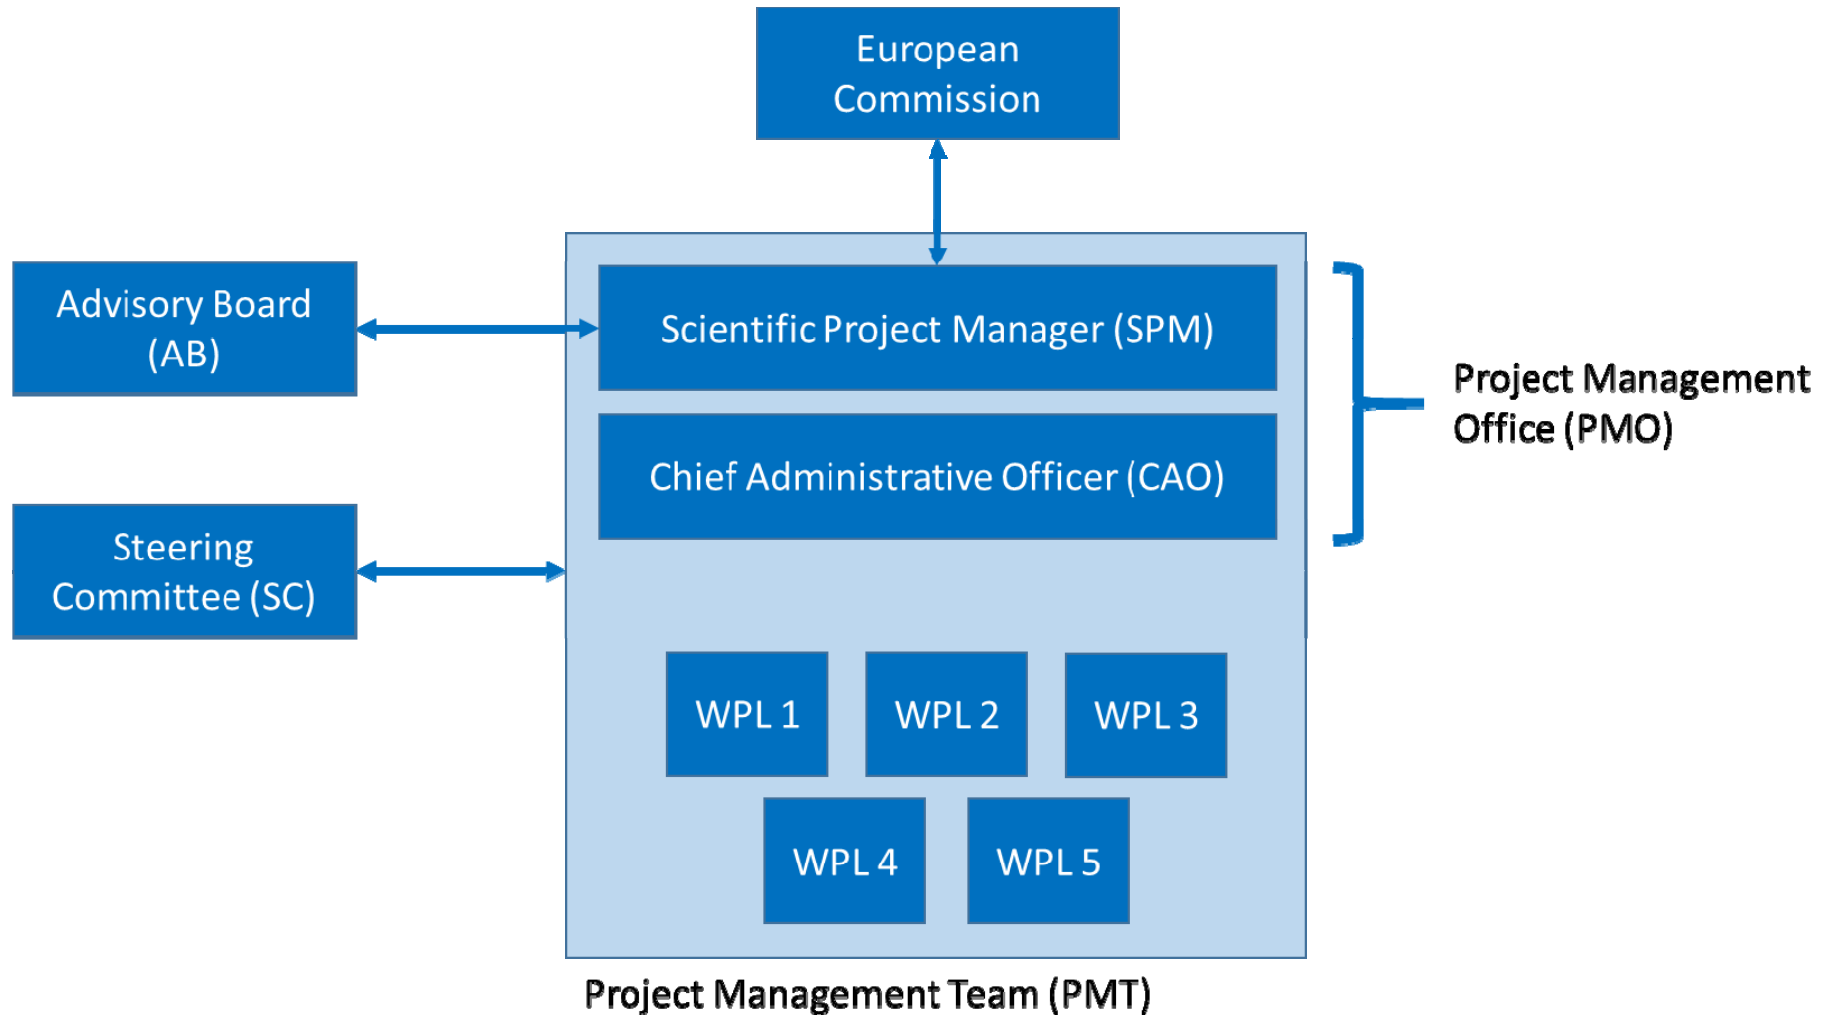 European
Commission
Advisory Board
(AB)
Scientific Project Manager (SPM)
Project Management
Office (PMO)
Chief Administrative Officer (CAO)
Steering
Committee (SC)
WPL 1
WPL 2
WPL 3
WPL 4
WPL 5
Project Management Team (PMT)